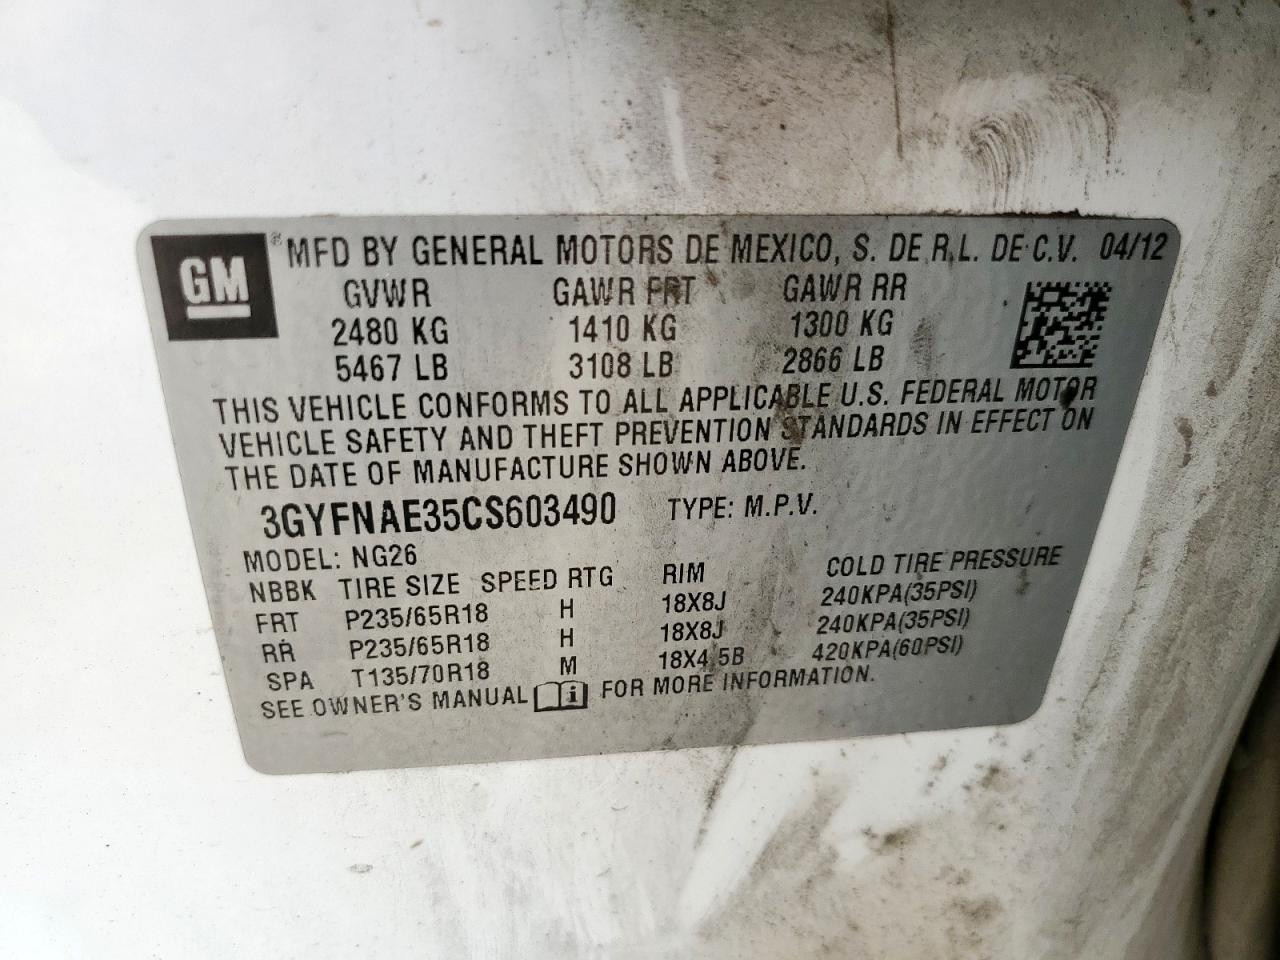 GM ® MFD BY GENERAL MOTORS DE MEXICO, S. DE R.L. DE C.V. 04/12
GVWR GAWR FRT GAWR RR
2480 KG 1410 KG 1300 KG
5467 LB 3108 LB 2866 LB
THIS VEHICLE CONFORMS TO ALL APPLICABLE U.S. FEDERAL MOTOR
VEHICLE SAFETY AND THEFT PREVENTION STANDARDS IN EFFECT ON
THE DATE OF MANUFACTURE SHOWN ABOVE.
3GYFNAE35CS603490 TYPE: M.P.V.
MODEL: NG26
NBBK TIRE SIZE SPEED RTG RIM COLD TIRE PRESSURE
FRT P235/65R18 H 18X8J 240KPA(35PSI)
RR P235/65R18 H 18X8J 240KPA(35PSI)
SPA T135/70R18 M 18X4.5B 420KPA(60PSI)
SEE OWNER'S MANUAL i FOR MORE INFORMATION.